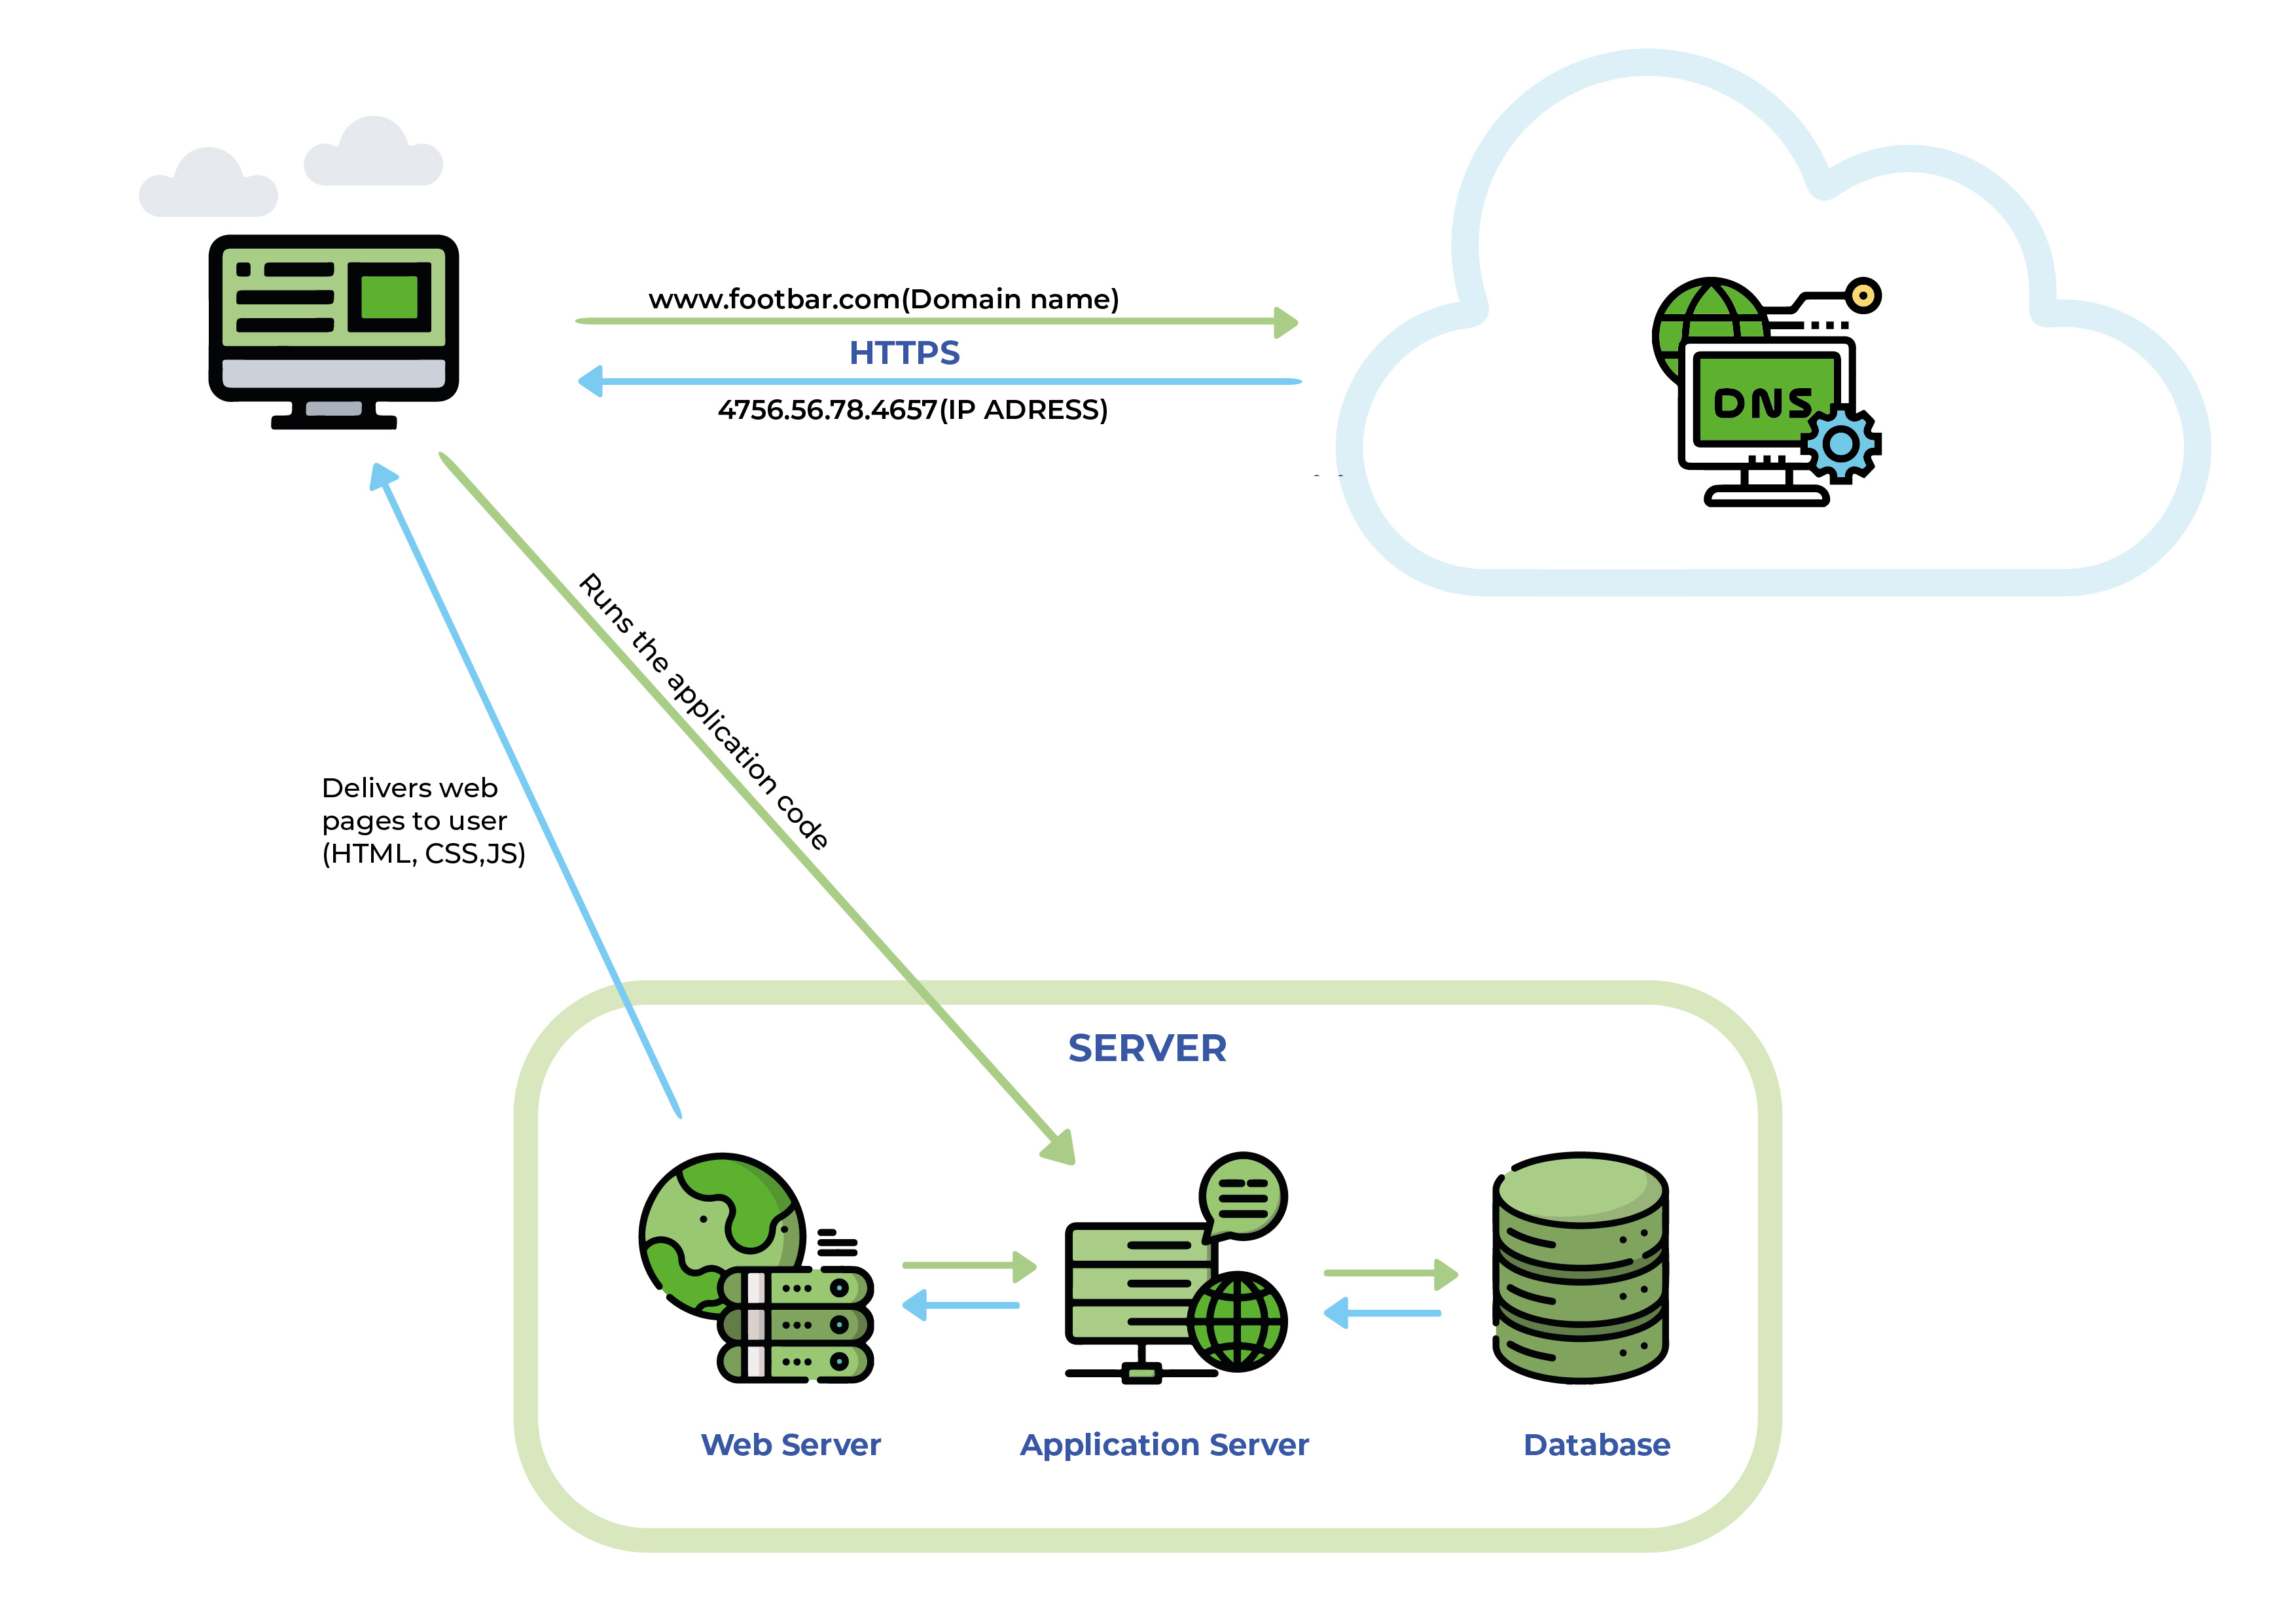 www.footbar.com(Domain name)
HTTPS
4756.56.78.4657(IP ADRESS)
DNS
Runs the application code
Delivers web
pages to user
(HTML, CSS,JS)
SERVER
Web Server
Application Server
Database